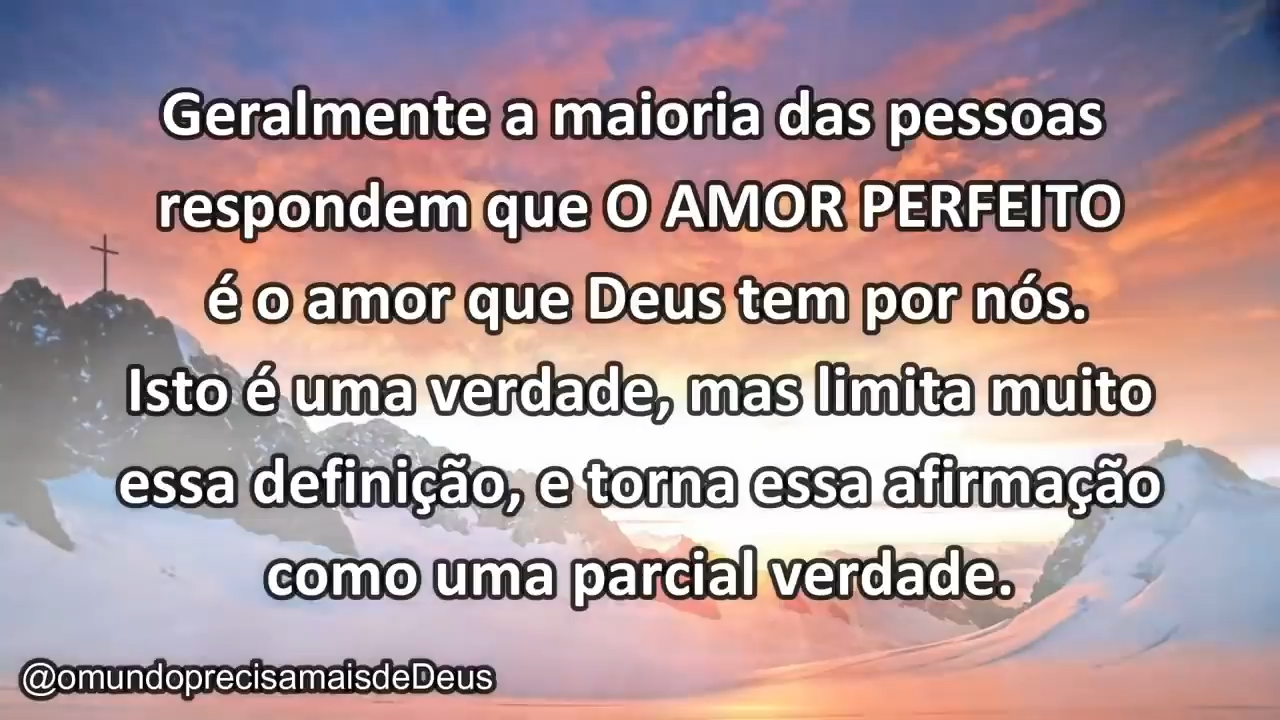 Geralmente a maioria das pessoas
respondem que O AMOR PERFEITO
é o amor que Deus tem por nós.
Isto é uma verdade, mas limita muito
essa definição, e torna essa afirmação
como uma parcial verdade.
@omundoprecisamaisdeDeus